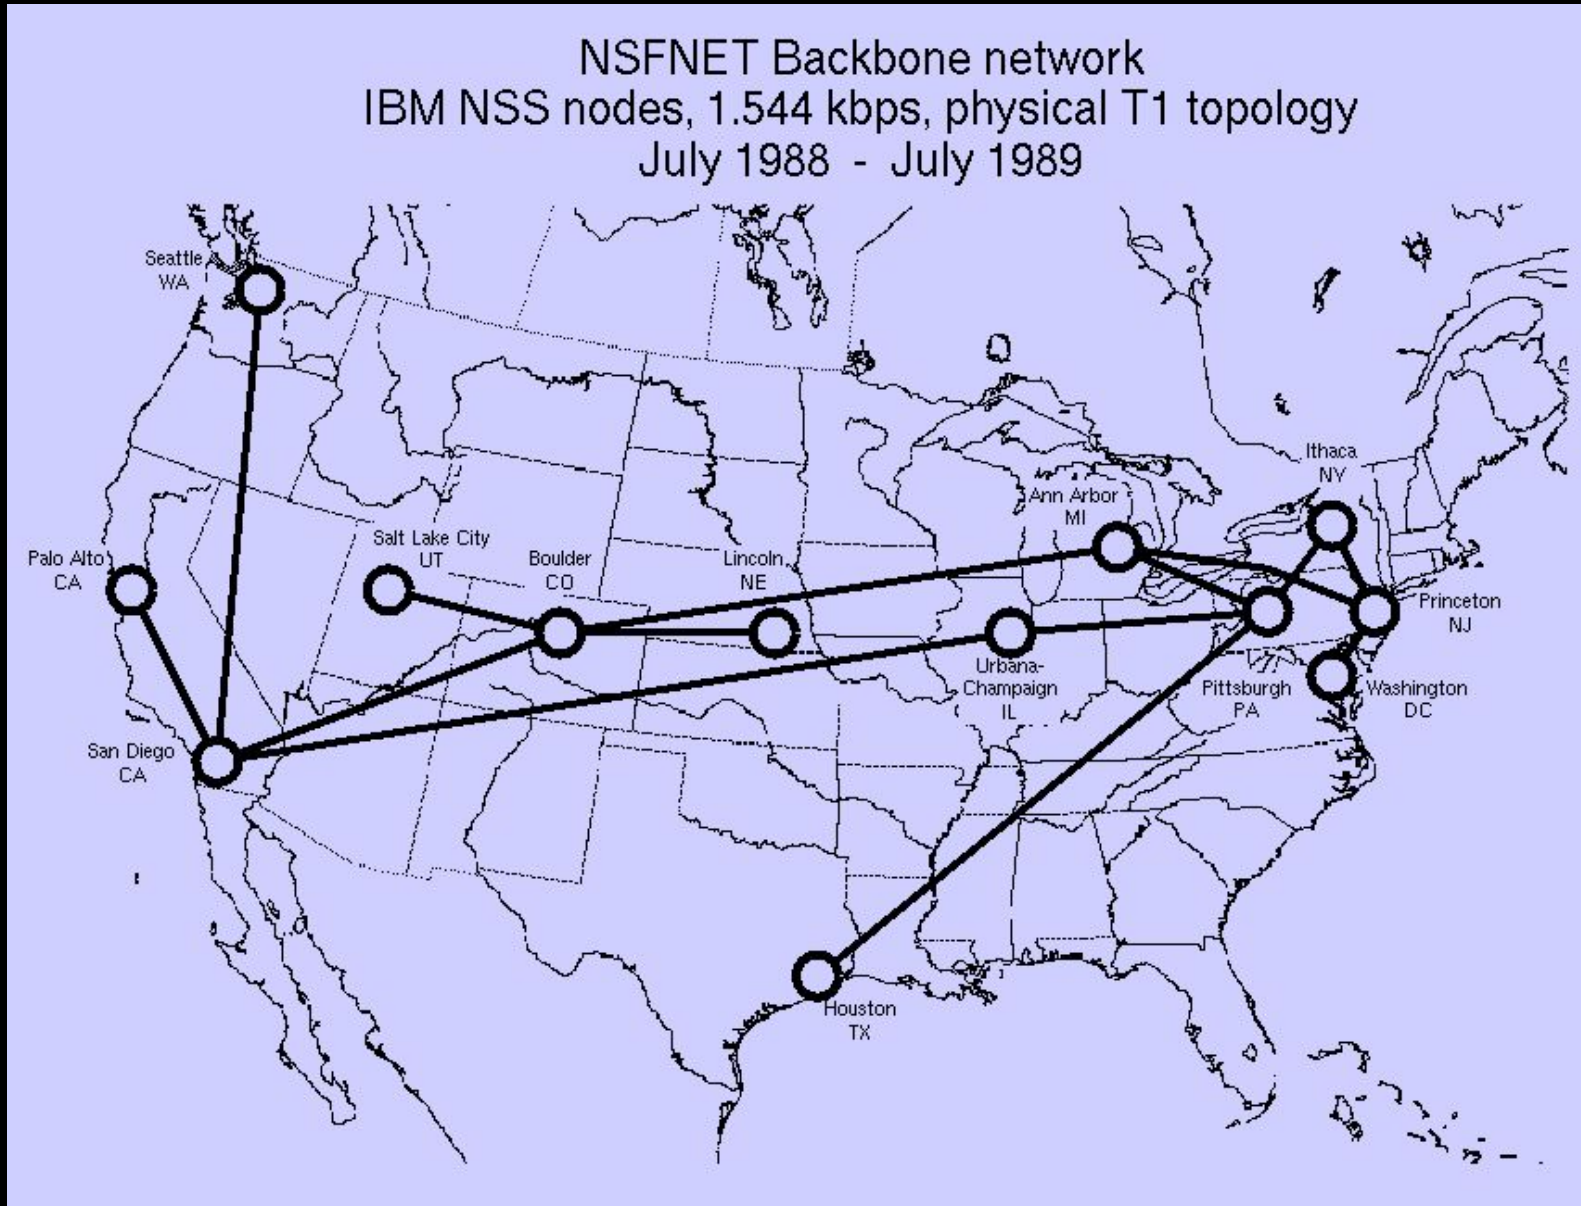 NSFNET Backbone network
IBM NSS nodes, 1.544 kbps, physical T1 topology
July 1988 - July 1989
Seattle
WA
Ithaca
NY
Ann Arbor
MI
Salt Lake City
UT
Palo Alto
CA
Boulder
CO
Lincoln
NE
Princeton
NJ
Urbana-
Champaign
IL
Pittsburgh
PA
Washington
DC
San Diego
CA
Houston
TX